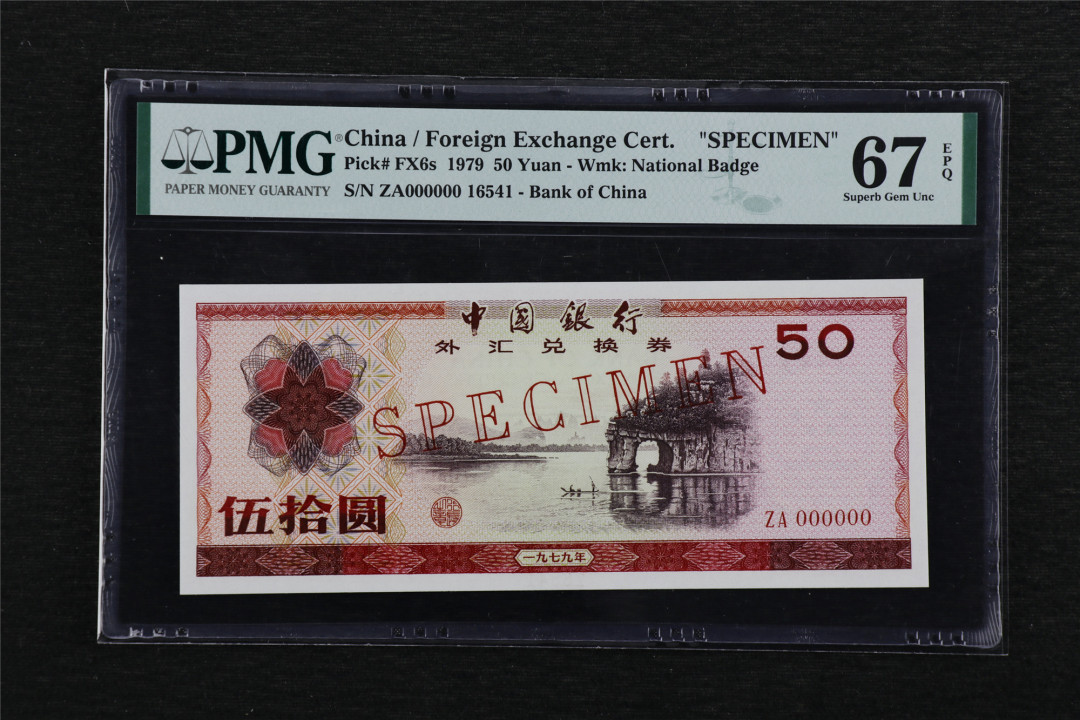 PMG®
PAPER MONEY GUARANTY
China / Foreign Exchange Cert. "SPECIMEN"
Pick# FX6s 1979 50 Yuan - Wmk: National Badge
S/N ZA000000 16541 - Bank of China
67
EPQ
Superb Gem Unc
中國銀行
外汇兑换券
50
SPECIMEN
伍拾圆
ZA 000000
一九七九年